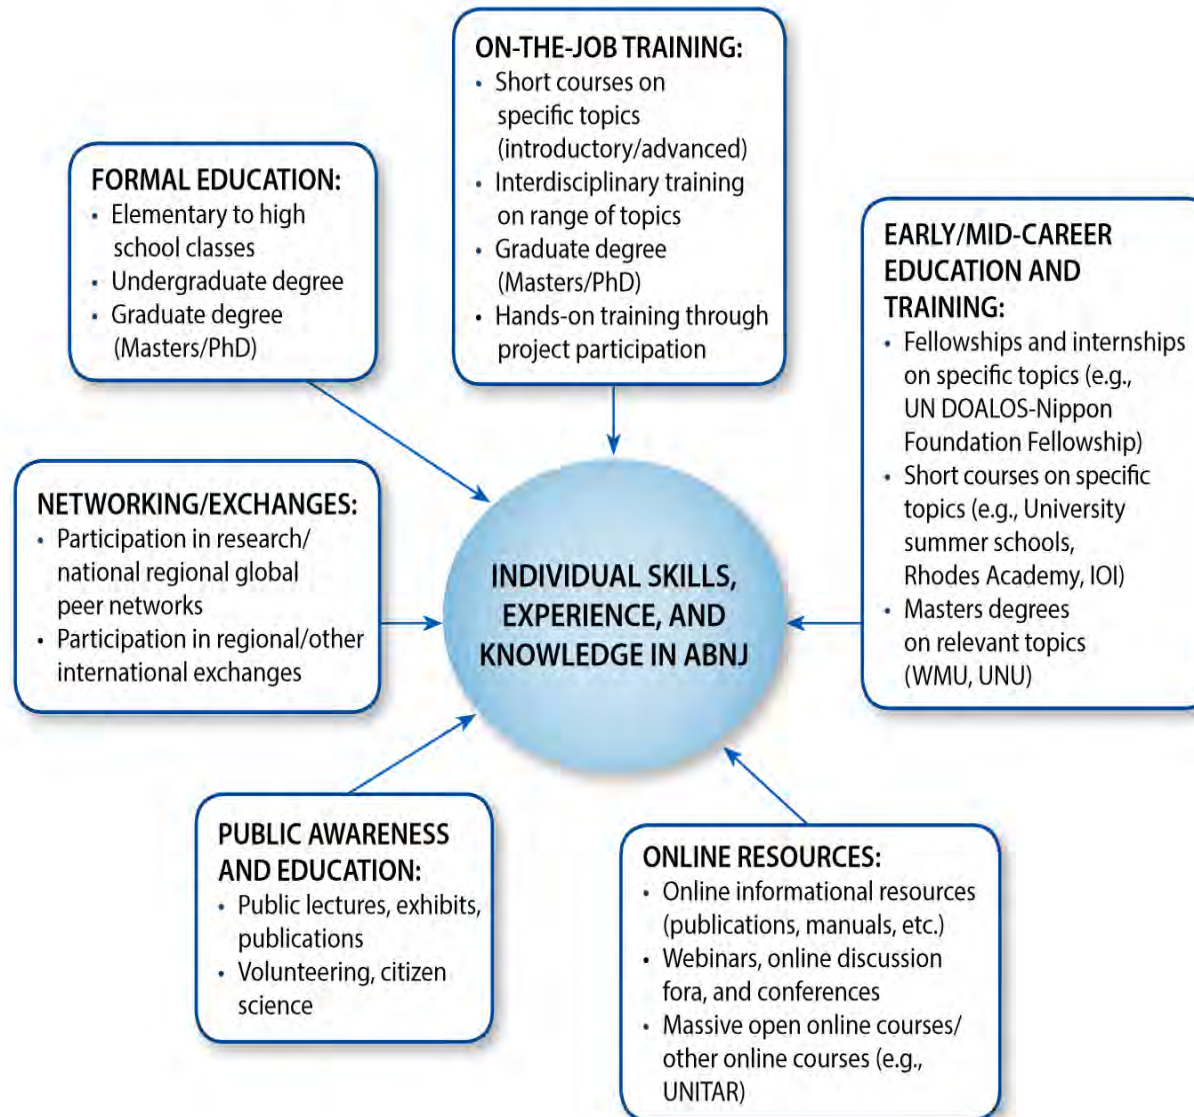 ON-THE-JOB TRAINING:
• Short courses on
specific topics
(introductory/advanced)
• Interdisciplinary training
on range of topics
• Graduate degree
(Masters/PhD)
• Hands-on training through
project participation
FORMAL EDUCATION:
• Elementary to high
school classes
• Undergraduate degree
• Graduate degree
(Masters/PhD)
EARLY/MID-CAREER
EDUCATION AND
TRAINING:
• Fellowships and internships
on specific topics (e.g.,
UN DOALOS-Nippon
Foundation Fellowship)
• Short courses on specific
topics (e.g., University
summer schools,
Rhodes Academy, IOI)
• Masters degrees
on relevant topics
(WMU, UNU)
NETWORKING/EXCHANGES:
• Participation in research/
national regional global
peer networks
• Participation in regional/other
international exchanges
INDIVIDUAL SKILLS,
EXPERIENCE, AND
KNOWLEDGE IN ABNJ
PUBLIC AWARENESS
AND EDUCATION:
• Public lectures, exhibits,
publications
• Volunteering, citizen
science
ONLINE RESOURCES:
• Online informational resources
(publications, manuals, etc.)
• Webinars, online discussion
fora, and conferences
• Massive open online courses/
other online courses (e.g.,
UNITAR)